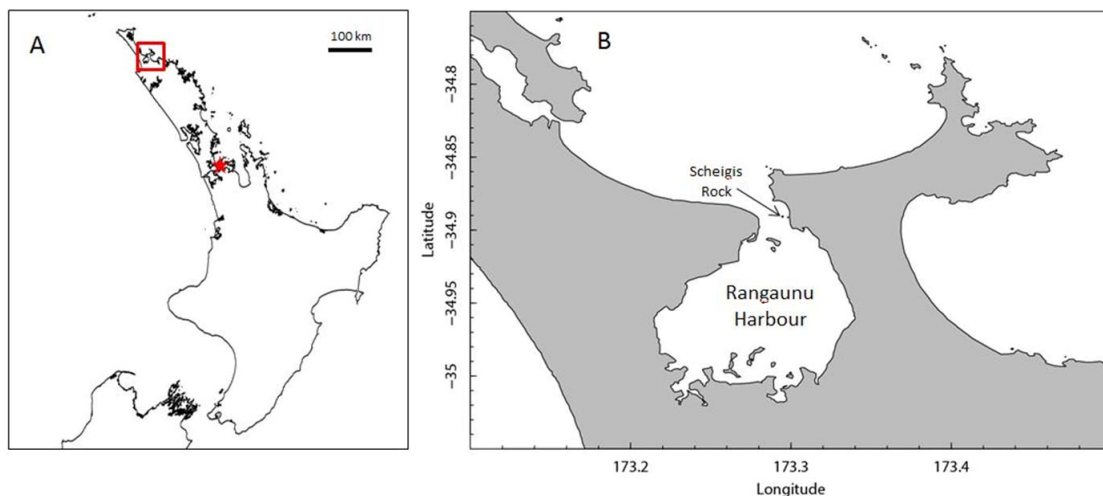 A
100 km
B
Latitude
−34.8
−34.85
−34.9
−34.95
−35
Scheigis
Rock
Rangaunu
Harbour
173.2
173.3
173.4
Longitude